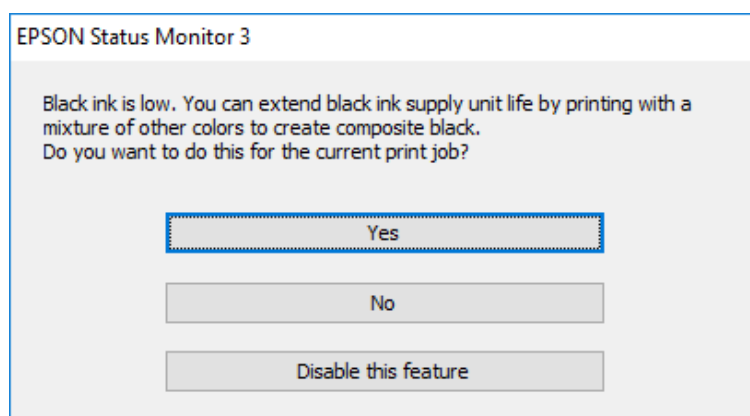 EPSON Status Monitor 3
Black ink is low. You can extend black ink supply unit life by printing with a
mixture of other colors to create composite black.
Do you want to do this for the current print job?
Yes
No
Disable this feature